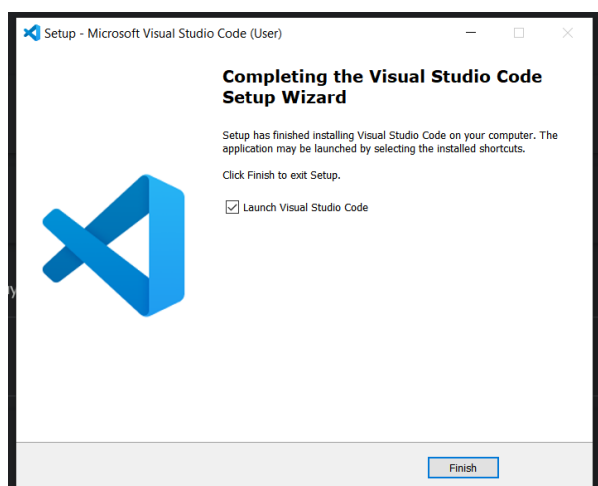 Setup - Microsoft Visual Studio Code (User)
Completing the Visual Studio Code
Setup Wizard
Setup has finished installing Visual Studio Code on your computer. The
application may be launched by selecting the installed shortcuts.
Click Finish to exit Setup.
Launch Visual Studio Code
Finish